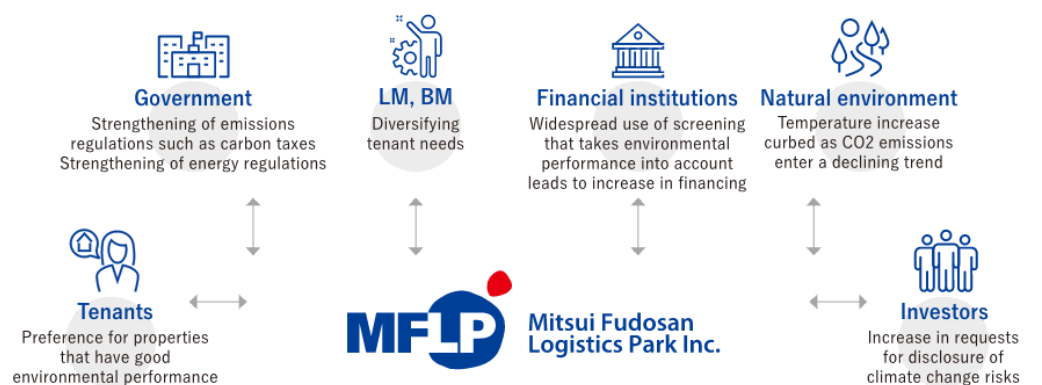 Government
Strengthening of emissions
regulations such as carbon taxes
Strengthening of energy regulations
LM, BM
Diversifying
tenant needs
Financial institutions
Widespread use of screening
that takes environmental
performance into account
leads to increase in financing
Natural environment
Temperature increase
curbed as CO2 emissions
enter a declining trend
Tenants
Preference for properties
that have good
environmental performance
MFLP
Mitsui Fudosan
Logistics Park Inc.
Investors
Increase in requests
for disclosure of
climate change risks